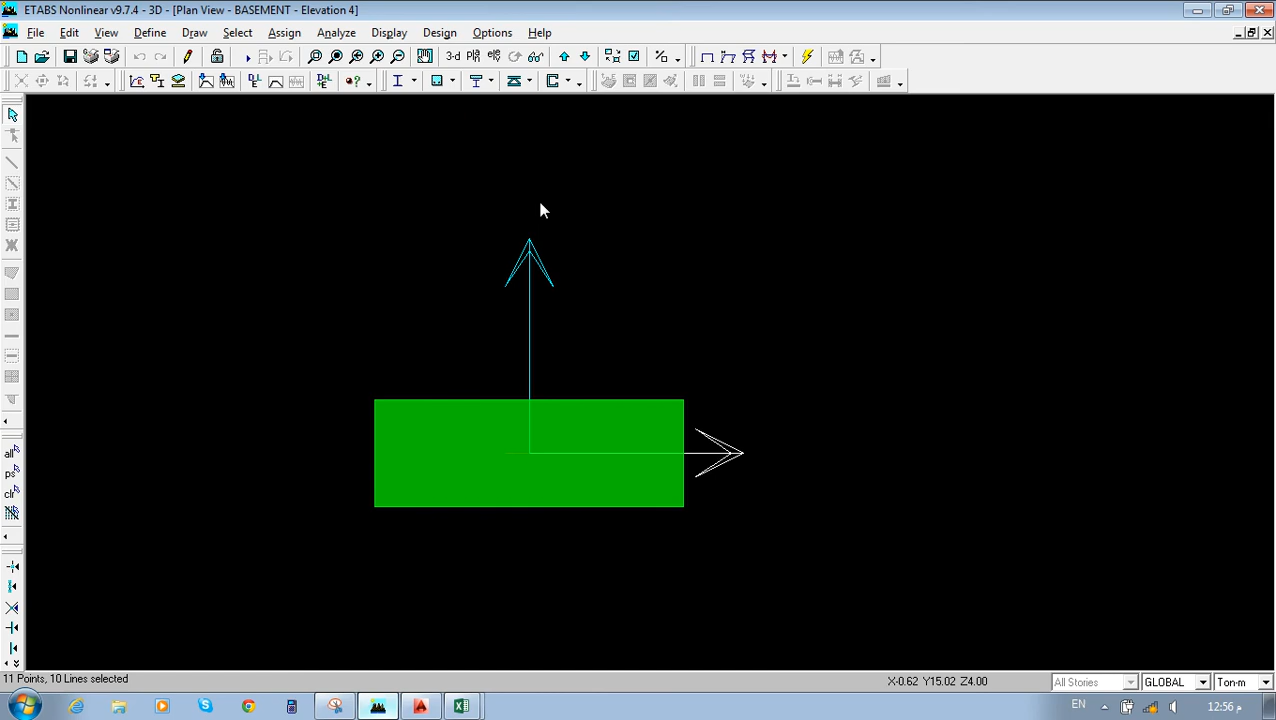 ETABS Nonlinear v9.7.4 - 3D - [Plan View - BASEMENT - Elevation 4]
File Edit View Define Draw Select Assign Analyze Display Design Options Help
3-d
all
ps
clr
11 Points, 10 Lines selected
X-0.62 Y15.02 Z4.00
All Stories
GLOBAL
Ton-m
EN
12:56 م